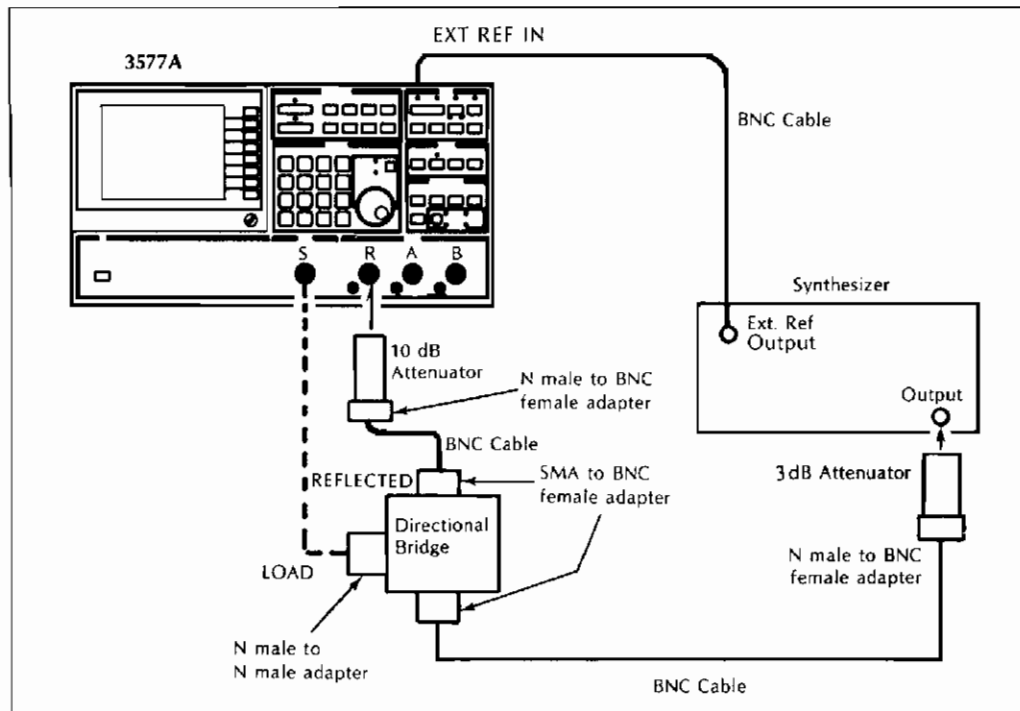 EXT REF IN
3577A
BNC Cable
S
R
A
B
Synthesizer
Ext. Ref
Output
Output
10 dB
Attenuator
N male to BNC
female adapter
BNC Cable
REFLECTED
SMA to BNC
female adapter
3dB Attenuator
Directional
Bridge
LOAD
N male to BNC
female adapter
N male to
N male adapter
BNC Cable